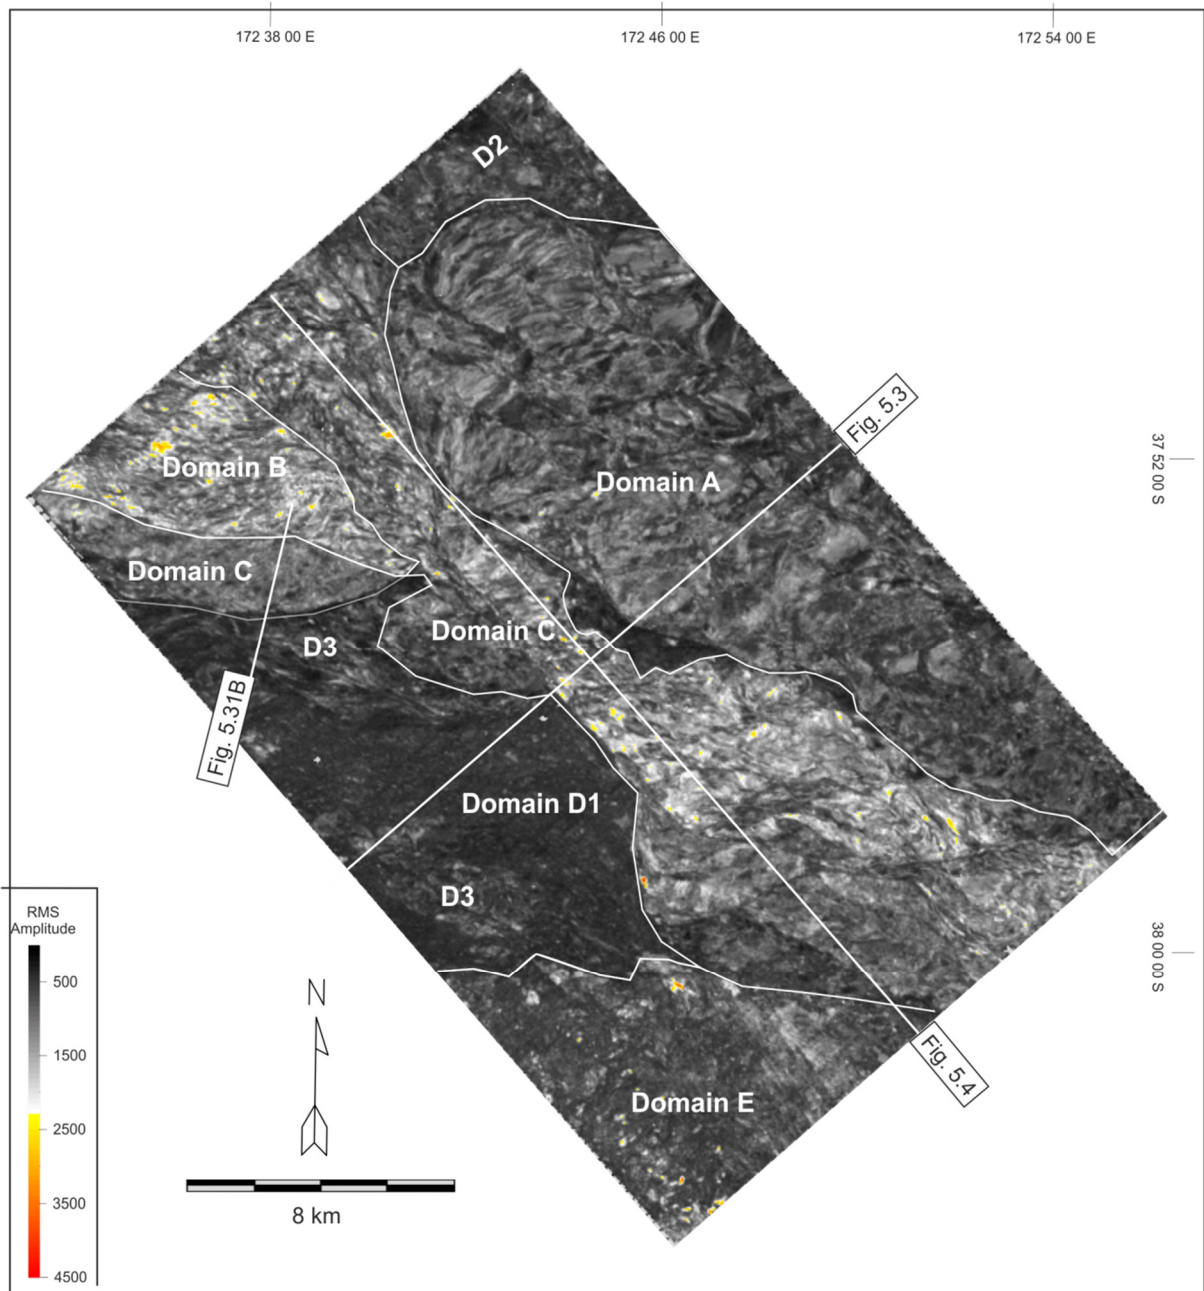 172 38 00 E
172 46 00 E
172 54 00 E
D2
Fig. 5.3
37 52 00 S
Domain B
Domain A
Domain C
Domain C
D3
Fig. 5.31B
Domain D1
D3
RMS
Amplitude
500
1500
2500
3500
4500
38 00 00 S
N
Fig. 5.4
Domain E
8 km